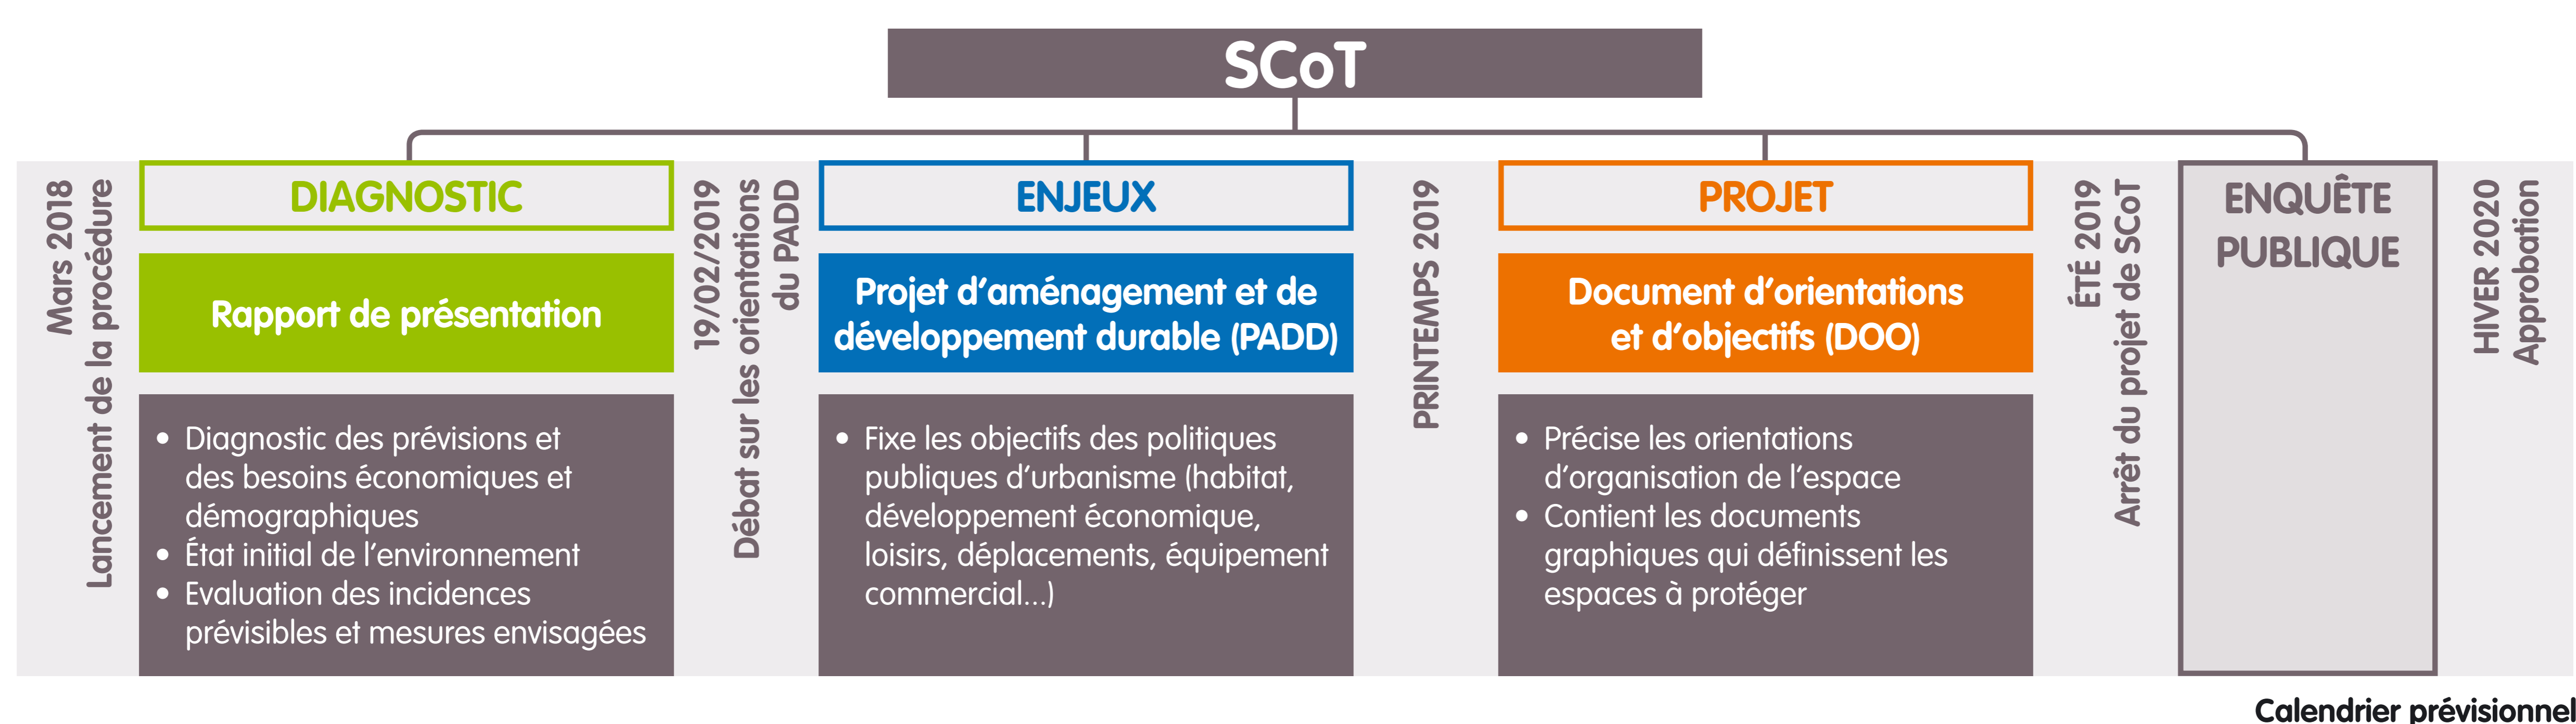 SCoT
Mars 2018
Lancement de la procédure
DIAGNOSTIC
Rapport de présentation
• Diagnostic des prévisions et
des besoins économiques et
démographiques
• État initial de l’environnement
• Evaluation des incidences
prévisibles et mesures envisagées
19/02/2019
Débat sur les orientations
du PADD
ENJEUX
Projet d’aménagement et de
développement durable (PADD)
• Fixe les objectifs des politiques
publiques d’urbanisme (habitat,
développement économique,
loisirs, déplacements, équipement
commercial...)
PRINTEMPS 2019
PROJET
Document d’orientations
et d’objectifs (DOO)
• Précise les orientations
d’organisation de l’espace
• Contient les documents
graphiques qui définissent les
espaces à protéger
ÉTÉ 2019
Arrêt du projet de SCoT
ENQUÊTE
PUBLIQUE
HIVER 2020
Approbation
Calendrier prévisionnel